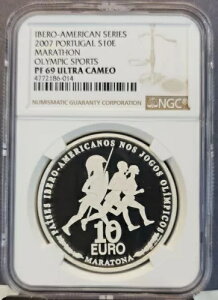 IBERO-AMERICAN SERIES
2007 PORTUGAL S10E
MARATHON
OLYMPIC SPORTS
PF 69 ULTRA CAMEO
4772186-014
NGC
NUMISMATIC GUARANTY CORPORATION
PAÍSES IBERO-AMERICANOS NOS JOGOS OLÍMPICOS
10
EURO
MARATONA